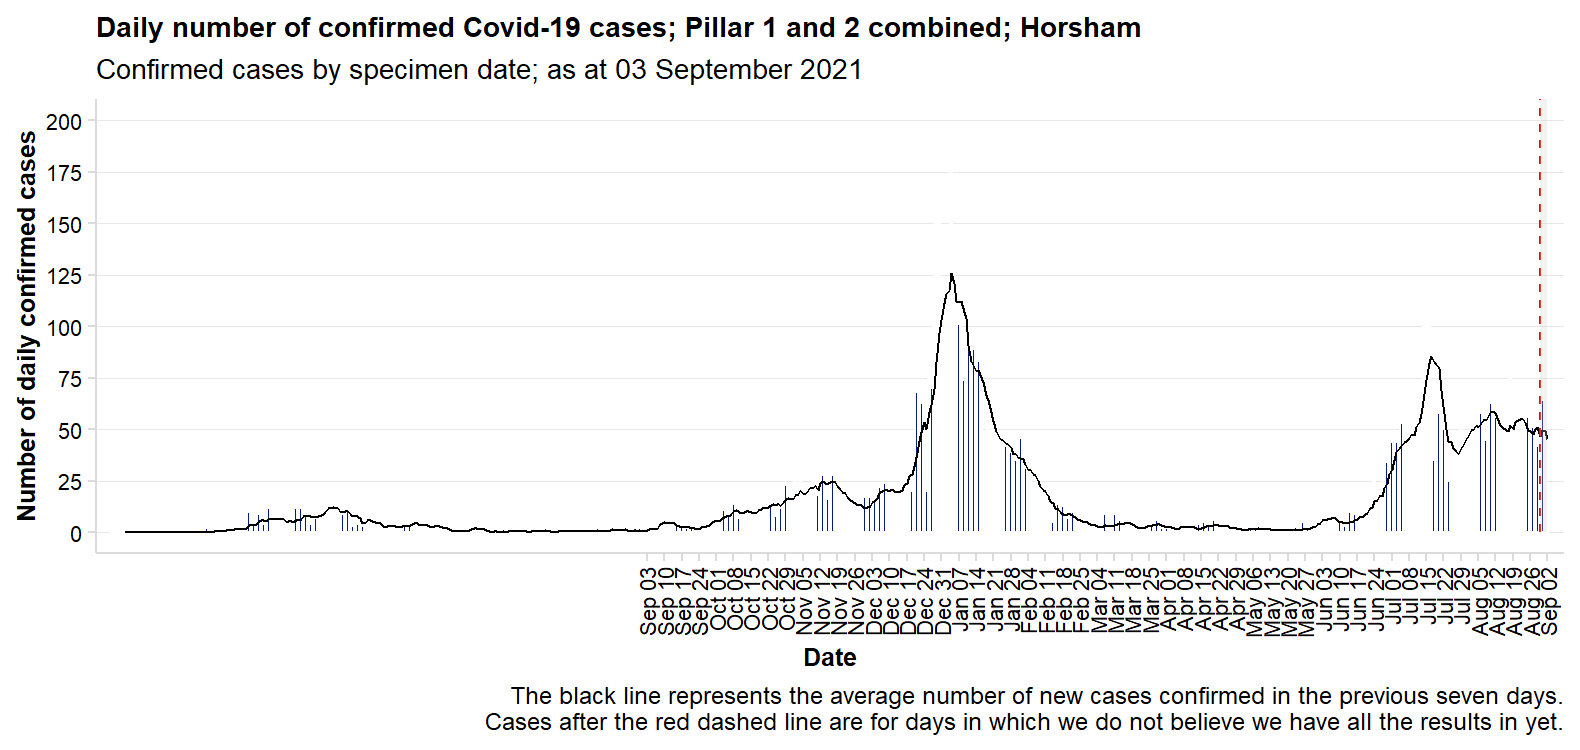 Daily number of confirmed Covid-19 cases; Pillar 1 and 2 combined; Horsham
Confirmed cases by specimen date; as at 03 September 2021
Number of daily confirmed cases
200
175
150
125
100
75
50
25
0
Sep 03
Sep 10
Sep 17
Sep 24
Oct 01
Oct 08
Oct 15
Oct 22
Oct 29
Nov 05
Nov 12
Nov 19
Nov 26
Dec 03
Dec 10
Dec 17
Dec 24
Dec 31
Jan 07
Jan 14
Jan 21
Jan 28
Feb 04
Feb 11
Feb 18
Feb 25
Mar 04
Mar 11
Mar 18
Mar 25
Apr 01
Apr 08
Apr 15
Apr 22
Apr 29
May 06
May 13
May 20
May 27
Jun 03
Jun 10
Jun 17
Jun 24
Jul 01
Jul 08
Jul 15
Jul 22
Jul 29
Aug 05
Aug 12
Aug 19
Aug 26
Sep 02
Date
The black line represents the average number of new cases confirmed in the previous seven days.
Cases after the red dashed line are for days in which we do not believe we have all the results in yet.